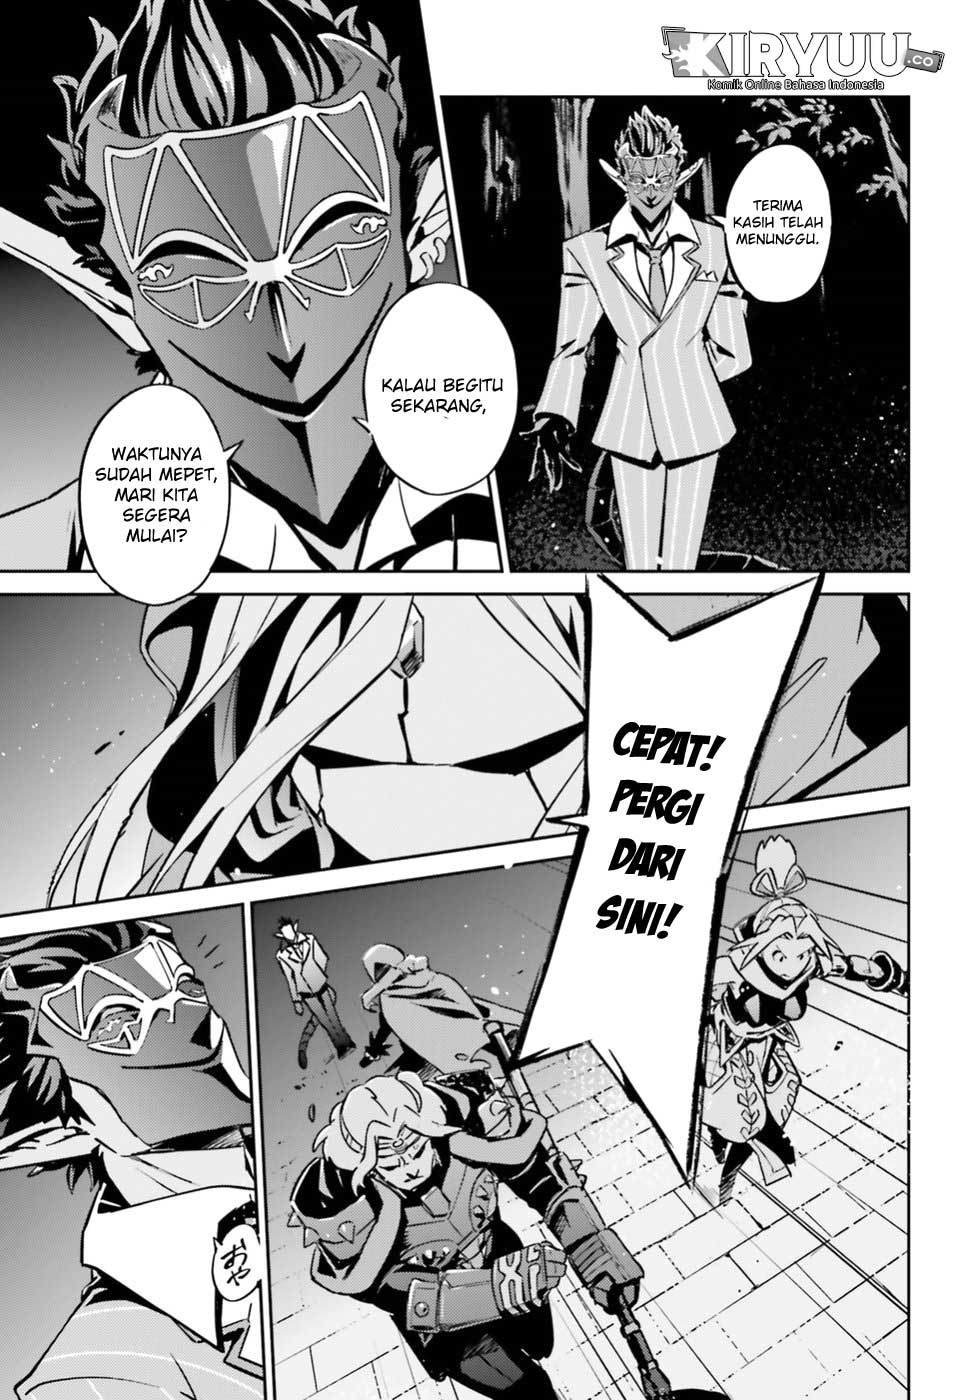 KIRYUU.CO
Komik Online Bahasa Indonesia
TERIMA
KASIH TELAH
MENUNGGU.
KALAU BEGITU
SEKARANG,
WAKTUNYA
SUDAH MEPET,
MARI KITA
SEGERA
MULAI?
CEPAT!
PERGI
DARI
SINI!
おや